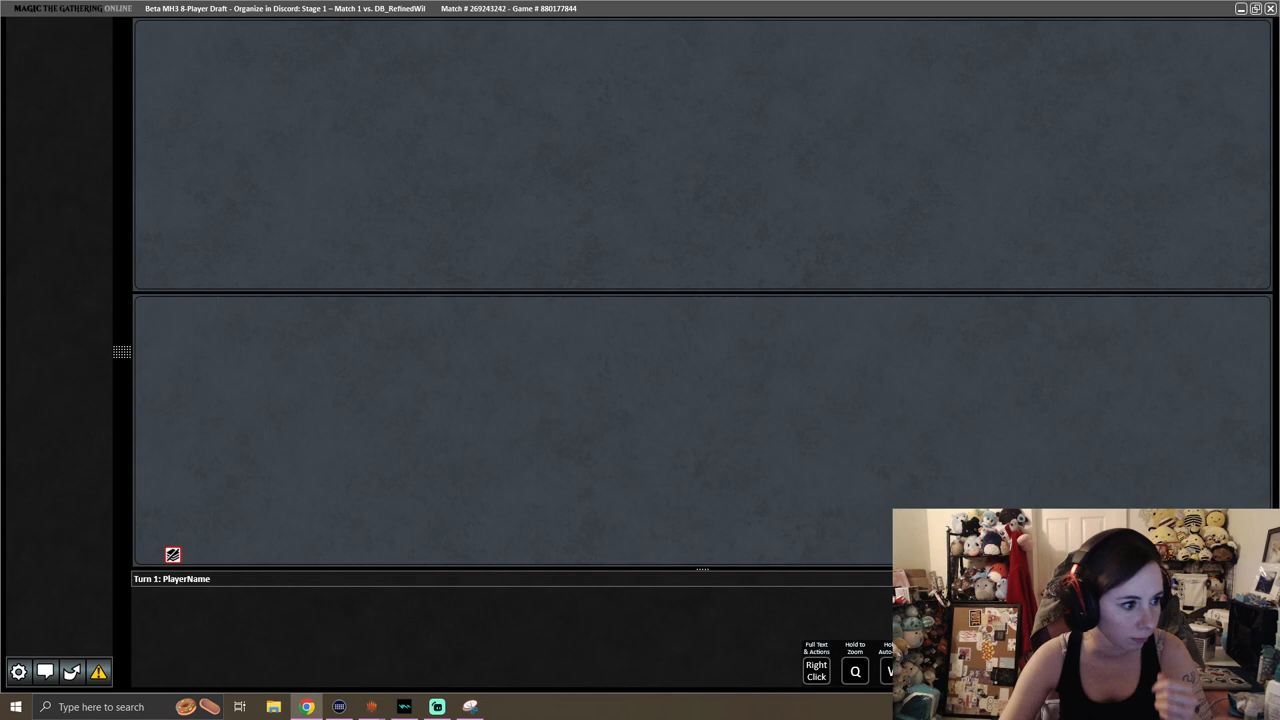 MAGIC THE GATHERING ONLINE
Beta MH3 8-Player Draft - Organize in Discord: Stage 1 – Match 1 vs. DB_RefinedWil
Match # 269243242 - Game # 880177844
Turn 1: PlayerName
Full Text
& Actions
Hold to
Zoom
Right
Click
Q
Type here to search